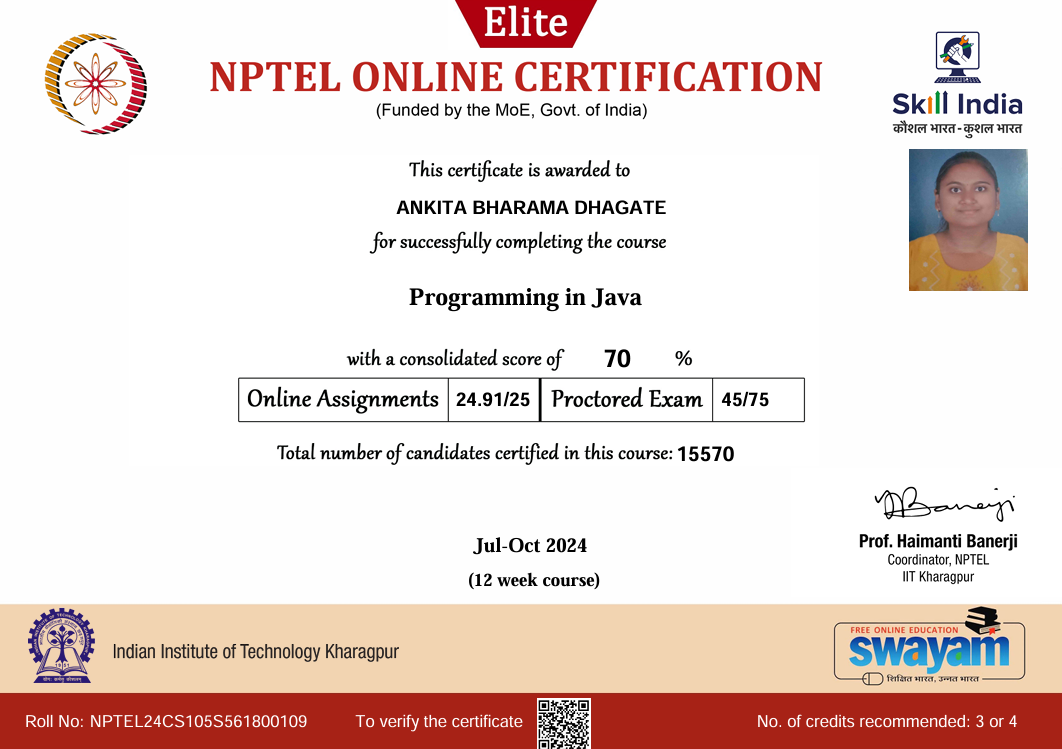 Elite
NPTEL ONLINE CERTIFICATION
(Funded by the MoE, Govt. of India)
Skill India
कौशल भारत-कुशल भारत
This certificate is awarded to
ANKITA BHARAMA DHAGATE
for successfully completing the course
Programming in Java
with a consolidated score of 70 %
Online Assignments 24.91/25 Proctored Exam 45/75
Total number of candidates certified in this course: 15570
Jul-Oct 2024
(12 week course)
Prof. Haimanti Banerji
Coordinator, NPTEL
IIT Kharagpur
Indian Institute of Technology Kharagpur
FREE ONLINE EDUCATION
swayam
शिक्षित भारत, उन्नत भारत
Roll No: NPTEL24CS105S561800109
To verify the certificate
No. of credits recommended: 3 or 4